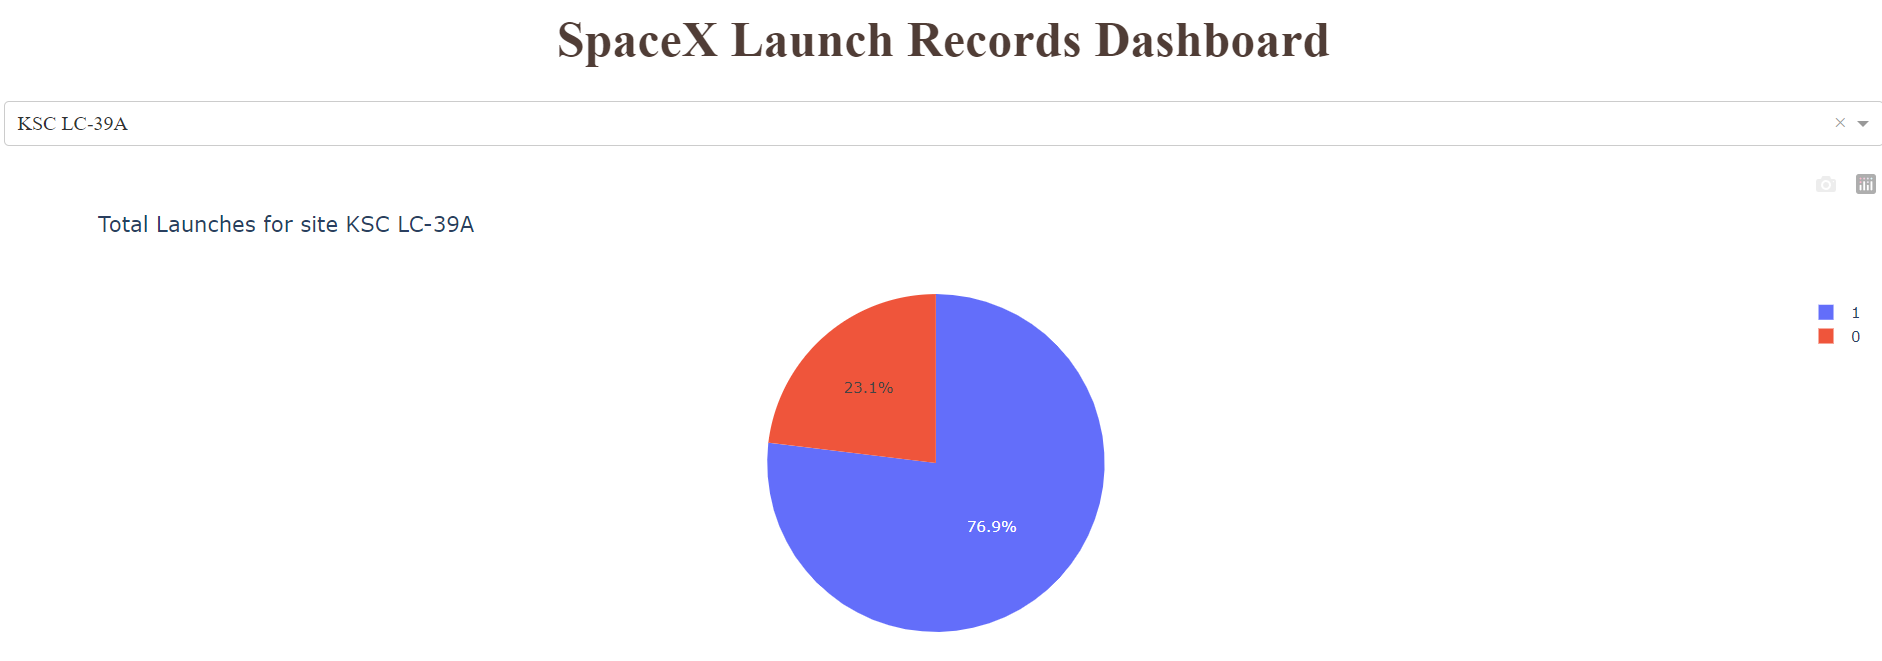 SpaceX Launch Records Dashboard
KSC LC-39A
Total Launches for site KSC LC-39A
1
0
23.1%
76.9%